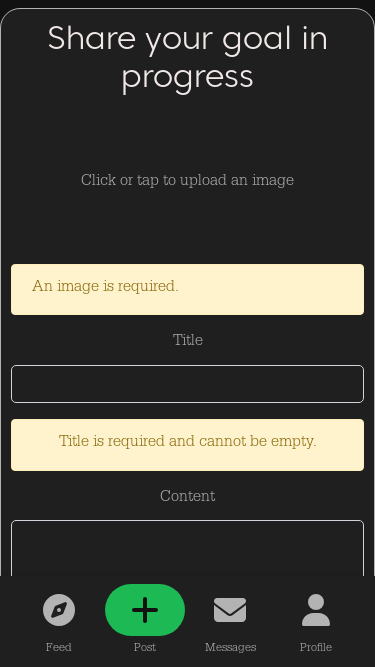 Share your goal in
progress
Click or tap to upload an image
An image is required.
Title
Title is required and cannot be empty.
Content
Feed
Post
Messages
Profile